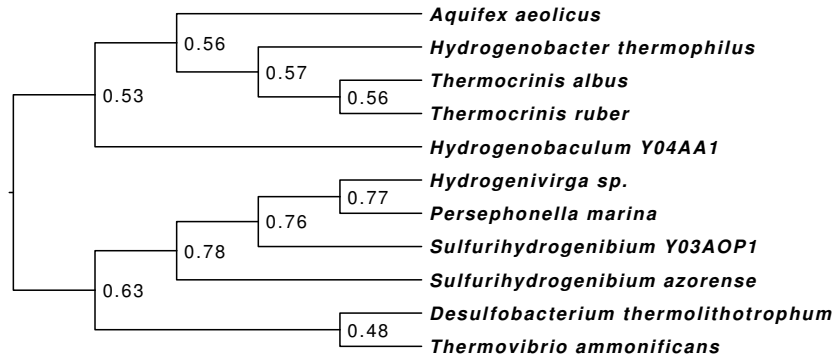 Aquifex aeolicus
0.56
Hydrogenobacter thermophilus
0.57
Thermocrinis albus
0.53
0.56
Thermocrinis ruber
Hydrogenobaculum Y04AA1
Hydrogenivirga sp.
0.77
Persephonella marina
0.76
Sulfurihydrogenibium Y03AOP1
0.78
Sulfurihydrogenibium azorense
0.63
Desulfobacterium thermolithotrophum
0.48
Thermovibrio ammonificans